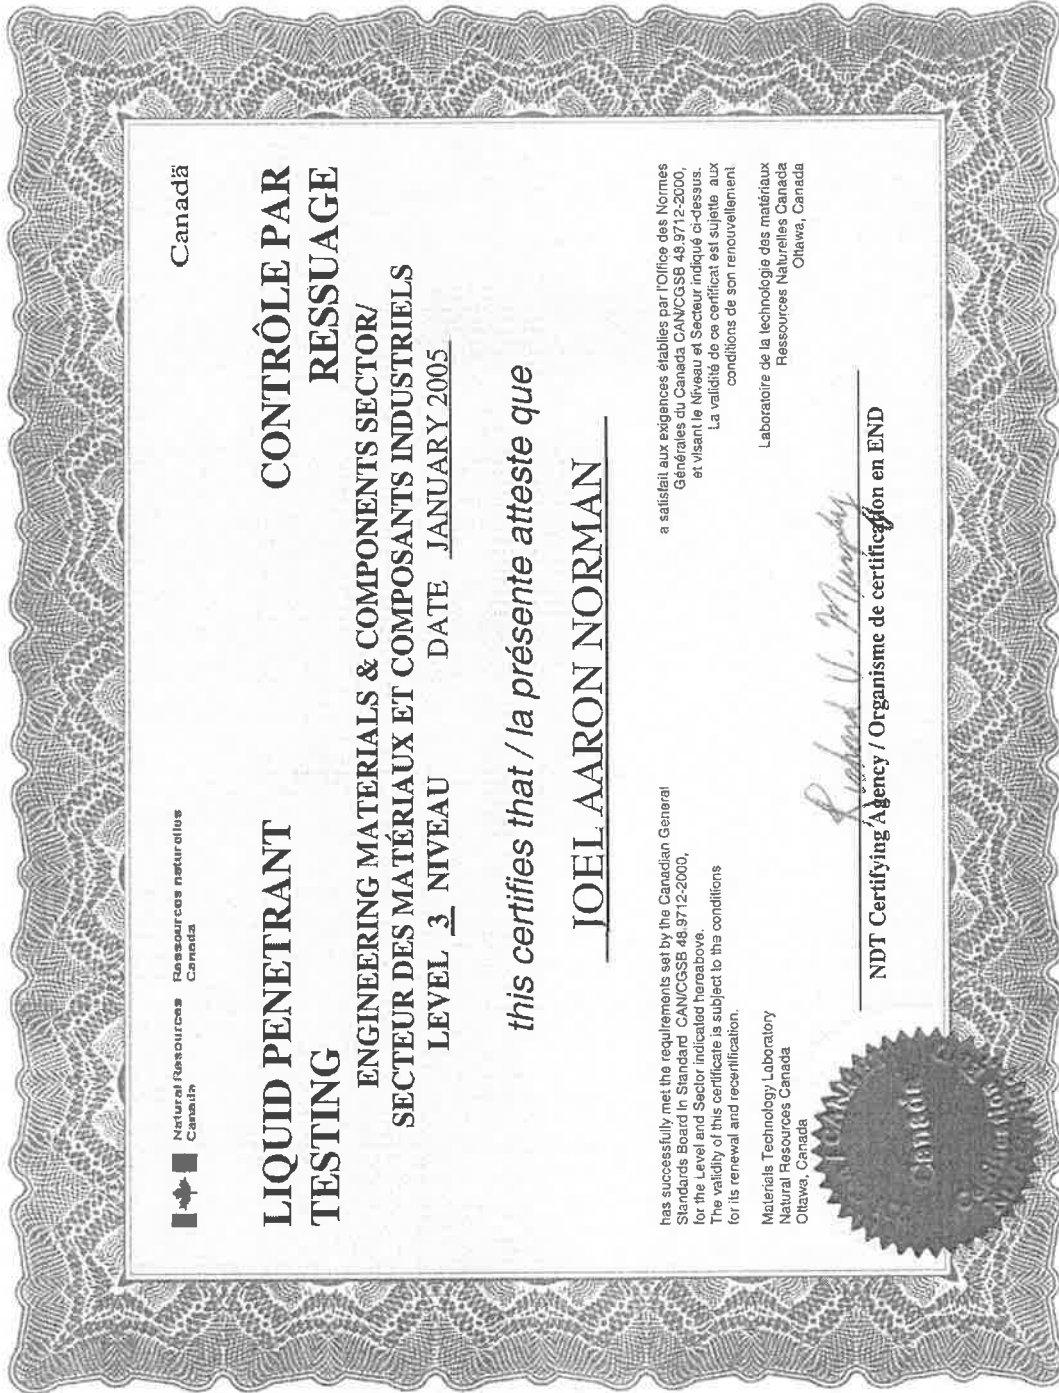 Natural Resources
Canada
Ressources naturelles
Canada
Canada
LIQUID PENETRANT
TESTING
CONTRÔLE PAR
RESSUAGE
ENGINEERING MATERIALS & COMPONENTS SECTOR/
SECTEUR DES MATÉRIAUX ET COMPOSANTS INDUSTRIELS
LEVEL 3 NIVEAU DATE JANUARY 2005
this certifies that / la présente atteste que
JOEL AARON NORMAN
has successfully met the requirements set by the Canadian General
Standards Board In Standard CAN/CGSB 48.9712-2000,
for the Level and Sector indicated hereabove.
The validity of this certificate is subject to the conditions
for its renewal and recertification.
a satisfait aux exigences établies par l'Office des Normes
Générales du Canada CAN/CGSB 48.9712-2000,
et visant le Niveau et Secteur indiqué ci-dessus.
La validité de ce certificat est sujette aux
conditions de son renouvellement
Materials Technology Laboratory
Natural Resources Canada
Ottawa, Canada
Laboratoire de la technologie des matériaux
Ressources Naturelles Canada
Ottawa, Canada
Richard V. Murphy
NDT Certifying Agency / Organisme de certification en END